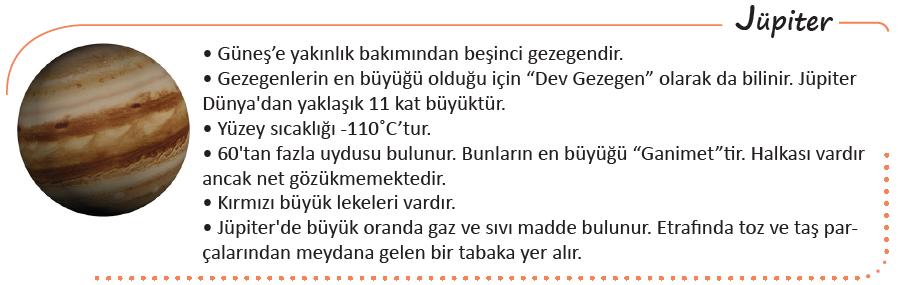 Jüpiter
• Güneş’e yakınlık bakımından beşinci gezegendir.
• Gezegenlerin en büyüğü olduğu için “Dev Gezegen” olarak da bilinir. Jüpiter
Dünya'dan yaklaşık 11 kat büyüktür.
• Yüzey sıcaklığı -110˚C’tur.
• 60'tan fazla uydusu bulunur. Bunların en büyüğü “Ganimet”tir. Halkası vardır
ancak net gözükmemektedir.
• Kırmızı büyük lekeleri vardır.
• Jüpiter'de büyük oranda gaz ve sıvı madde bulunur. Etrafında toz ve taş par-
çalarından meydana gelen bir tabaka yer alır.